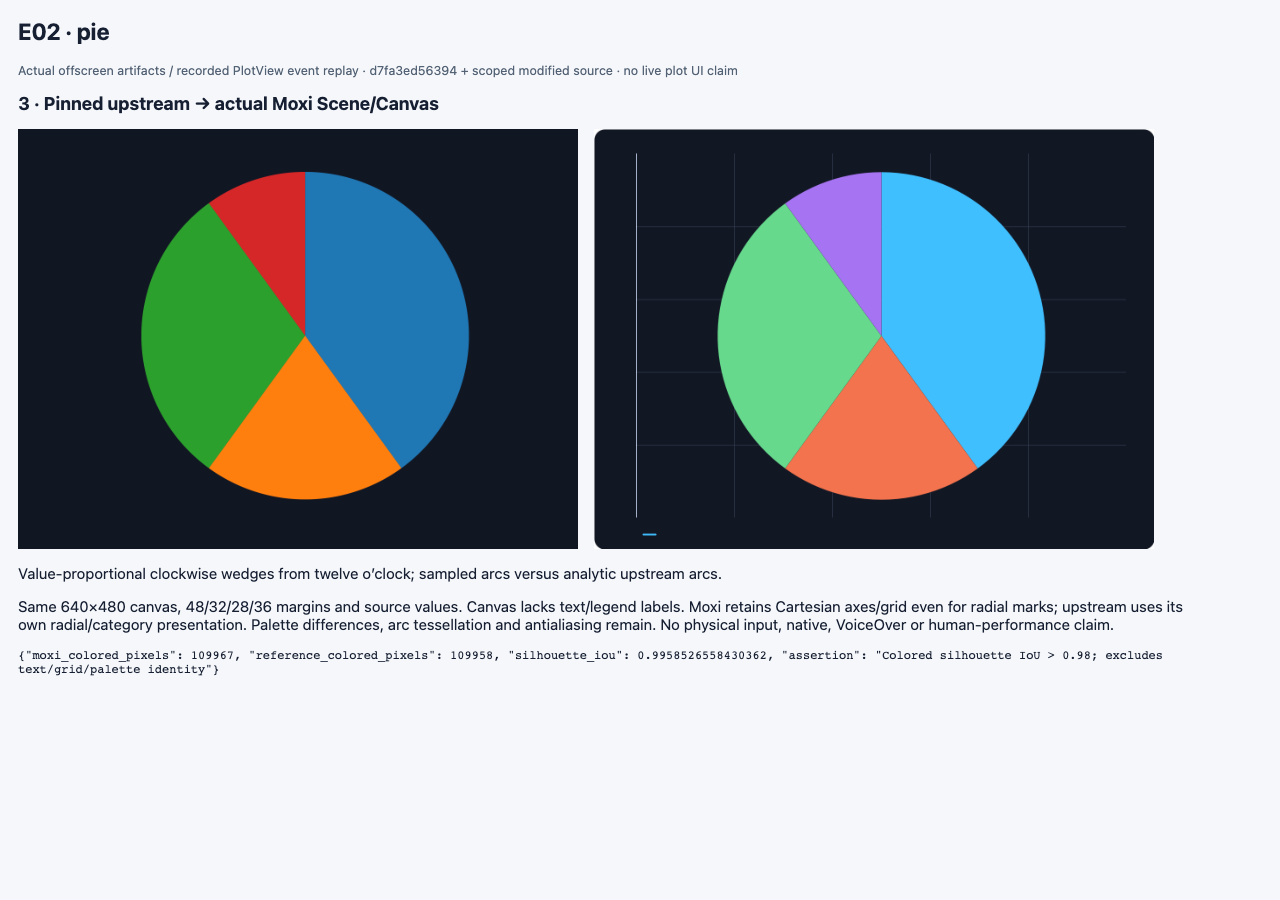 E02 · pie
Actual offscreen artifacts / recorded PlotView event replay · d7fa3ed56394 + scoped modified source · no live plot UI claim
3 · Pinned upstream → actual Moxi Scene/Canvas
Value-proportional clockwise wedges from twelve o’clock; sampled arcs versus analytic upstream arcs.
Same 640×480 canvas, 48/32/28/36 margins and source values. Canvas lacks text/legend labels. Moxi retains Cartesian axes/grid even for radial marks; upstream uses its
own radial/category presentation. Palette differences, arc tessellation and antialiasing remain. No physical input, native, VoiceOver or human-performance claim.
{"moxi_colored_pixels": 109967, "reference_colored_pixels": 109958, "silhouette_iou": 0.9958526558430362, "assertion": "Colored silhouette IoU > 0.98; excludes
text/grid/palette identity"}